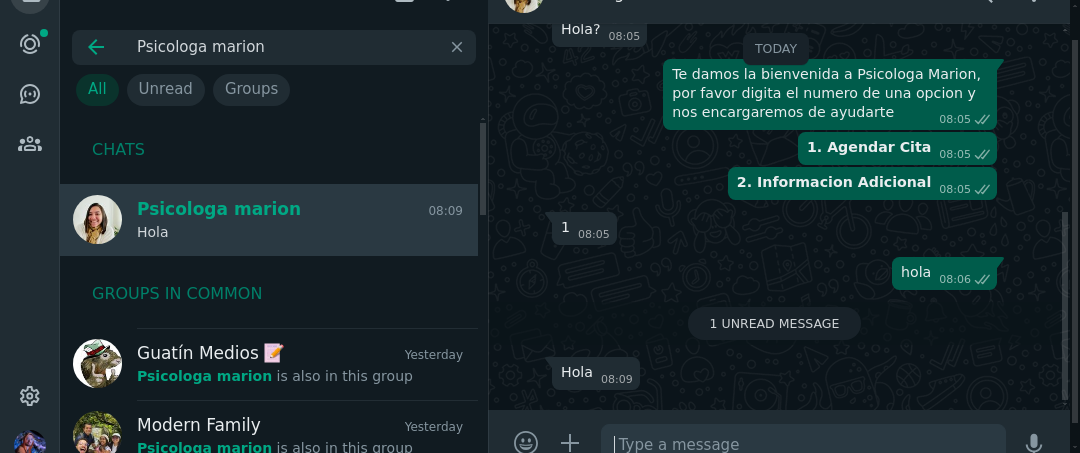 Psicologa marion
All
Unread
Groups
CHATS
Psicologa marion
08:09
Hola
GROUPS IN COMMON
Guatín Medios
Yesterday
Psicologa marion is also in this group
Modern Family
Yesterday
Psicologa marion is also in this group
Hola?
08:05
TODAY
Te damos la bienvenida a Psicologa Marion,
por favor digita el numero de una opcion y
nos encargaremos de ayudarte
08:05
1. Agendar Cita
08:05
2. Informacion Adicional
08:05
1
08:05
hola
08:06
1 UNREAD MESSAGE
Hola
08:09
Type a message